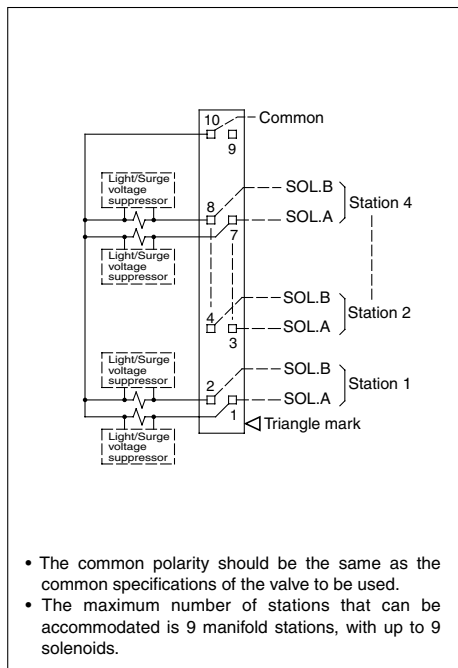 10
Common
9
Light/Surge
voltage
suppressor
8
SOL.B
Station 4
SOL.A
7
Light/Surge
voltage
suppressor
SOL.B
4
Station 2
SOL.A
3
Light/Surge
voltage
suppressor
SOL.B
2
Station 1
SOL.A
1
Triangle mark
Light/Surge
voltage
suppressor
• The common polarity should be the same as the
common specifications of the valve to be used.
• The maximum number of stations that can be
accommodated is 9 manifold stations, with up to 9
solenoids.